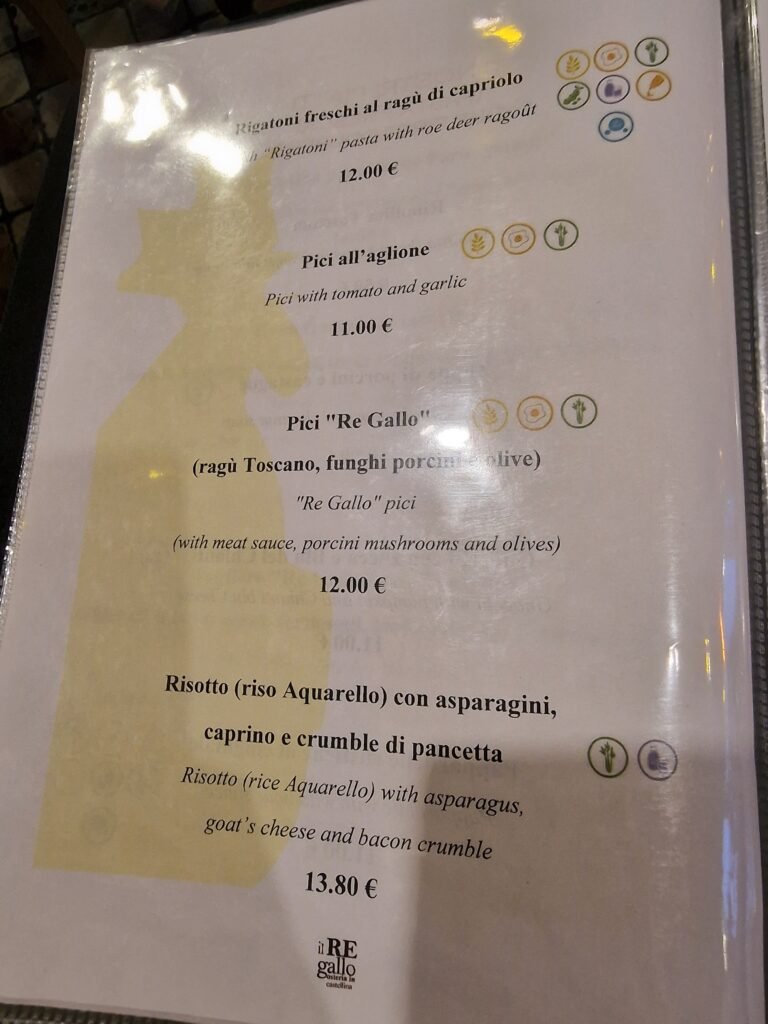 Rigatoni freschi al ragù di capriolo
"Rigatoni" pasta with roe deer ragoût
12.00 €
Pici all'aglione
Pici with tomato and garlic
11.00 €
Pici "Re Gallo"
(ragù Toscano, funghi porcini e olive)
"Re Gallo" pici
(with meat sauce, porcini mushrooms and olives)
12.00 €
Risotto (riso Aquarello) con asparagini,
caprino e crumble di pancetta
Risotto (rice Aquarello) with asparagus,
goat's cheese and bacon crumble
13.80 €
il RE
gallo
osteria in
castellina